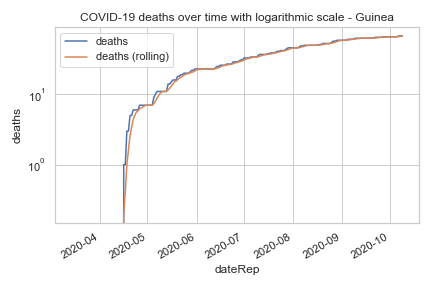 COVID-19 deaths over time with logarithmic scale - Guinea
deaths
deaths (rolling)
10¹
10⁰
deaths
2020-04
2020-05
2020-06
2020-07
2020-08
2020-09
2020-10
dateRep